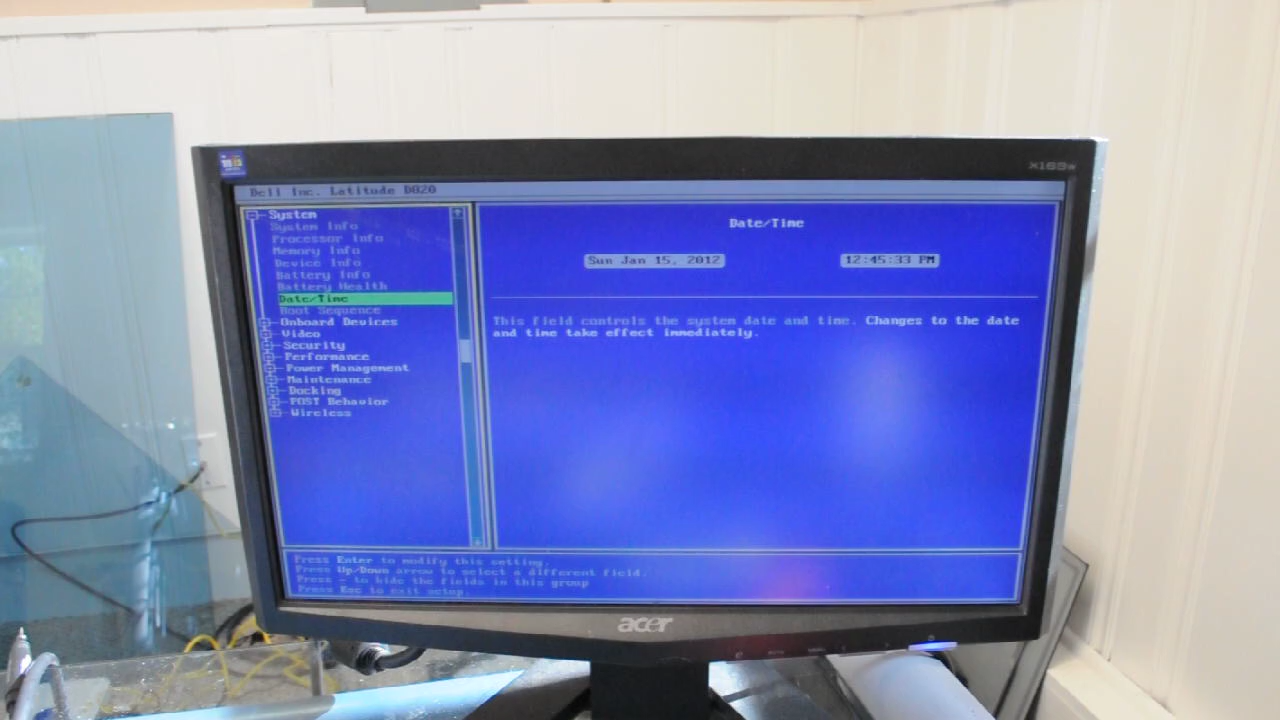 X163W
Dell Inc. Latitude D820
System
System Info
Processor Info
Memory Info
Device Info
Battery Info
Battery Health
Date/Time
Boot Sequence
Onboard Devices
Video
Security
Performance
Power Management
Maintenance
Docking
POST Behavior
Wireless
Date/Time
Sun Jan 15, 2012 12:45:33 PM
This field controls the system date and time. Changes to the date
and time take effect immediately.
Press Enter to modify this setting.
Press Up/Down arrow to select a different field.
Press - to hide the fields in this group
Press Esc to exit setup.
acer